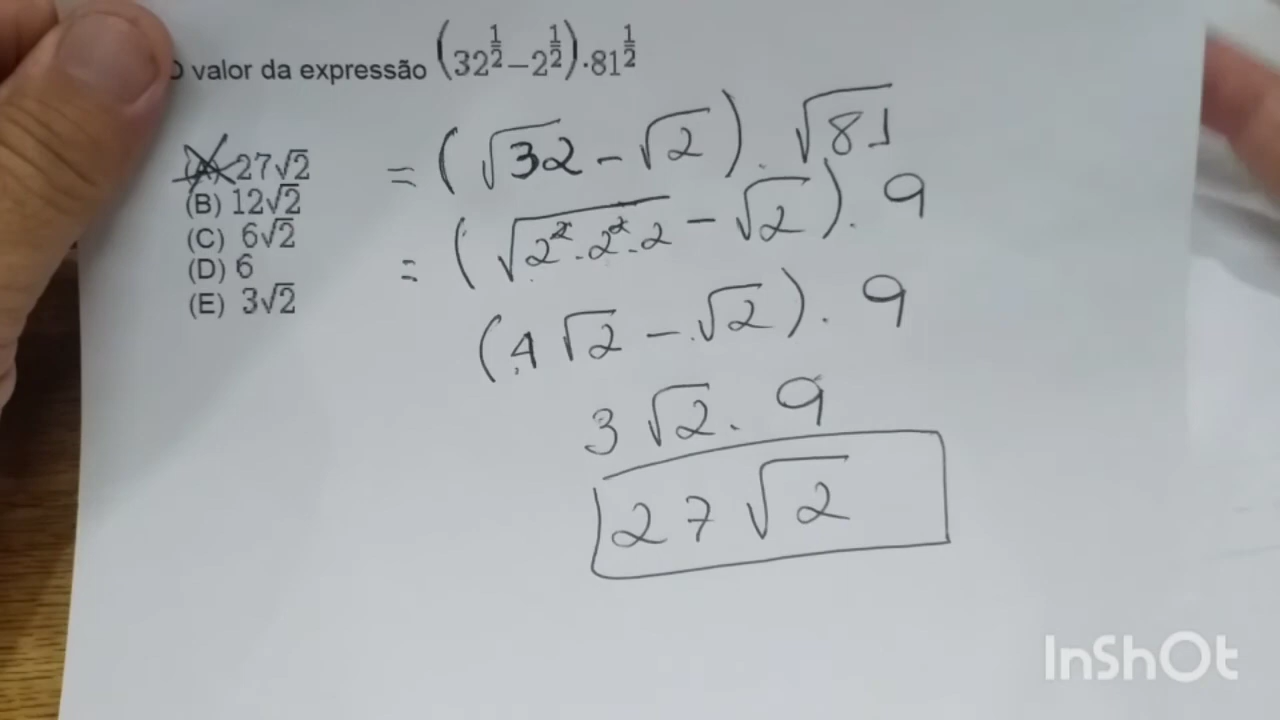 valor da expressão (32^{1/2}−2^{1/2})·81^{1/2}
(A) 27√2
(B) 12√2
(C) 6√2
(D) 6
(E) 3√2
= (√32 − √2) . √81
= (√2² . 2² . 2 − √2) . 9
(4√2 − √2) . 9
3√2 . 9
27√2
InShOt